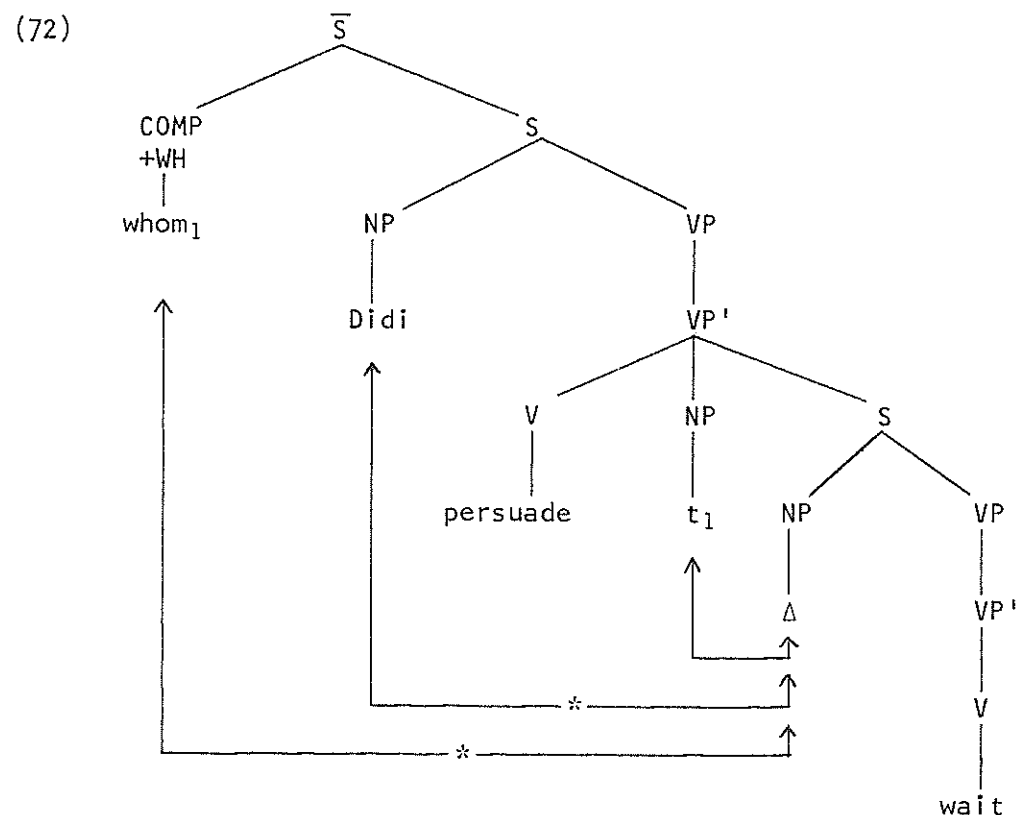 (72)
S̅
COMP S
+WH
whom₁ NP VP
Didi VP'
V NP S
persuade t₁ NP VP
Δ VP'
* V
*
wait